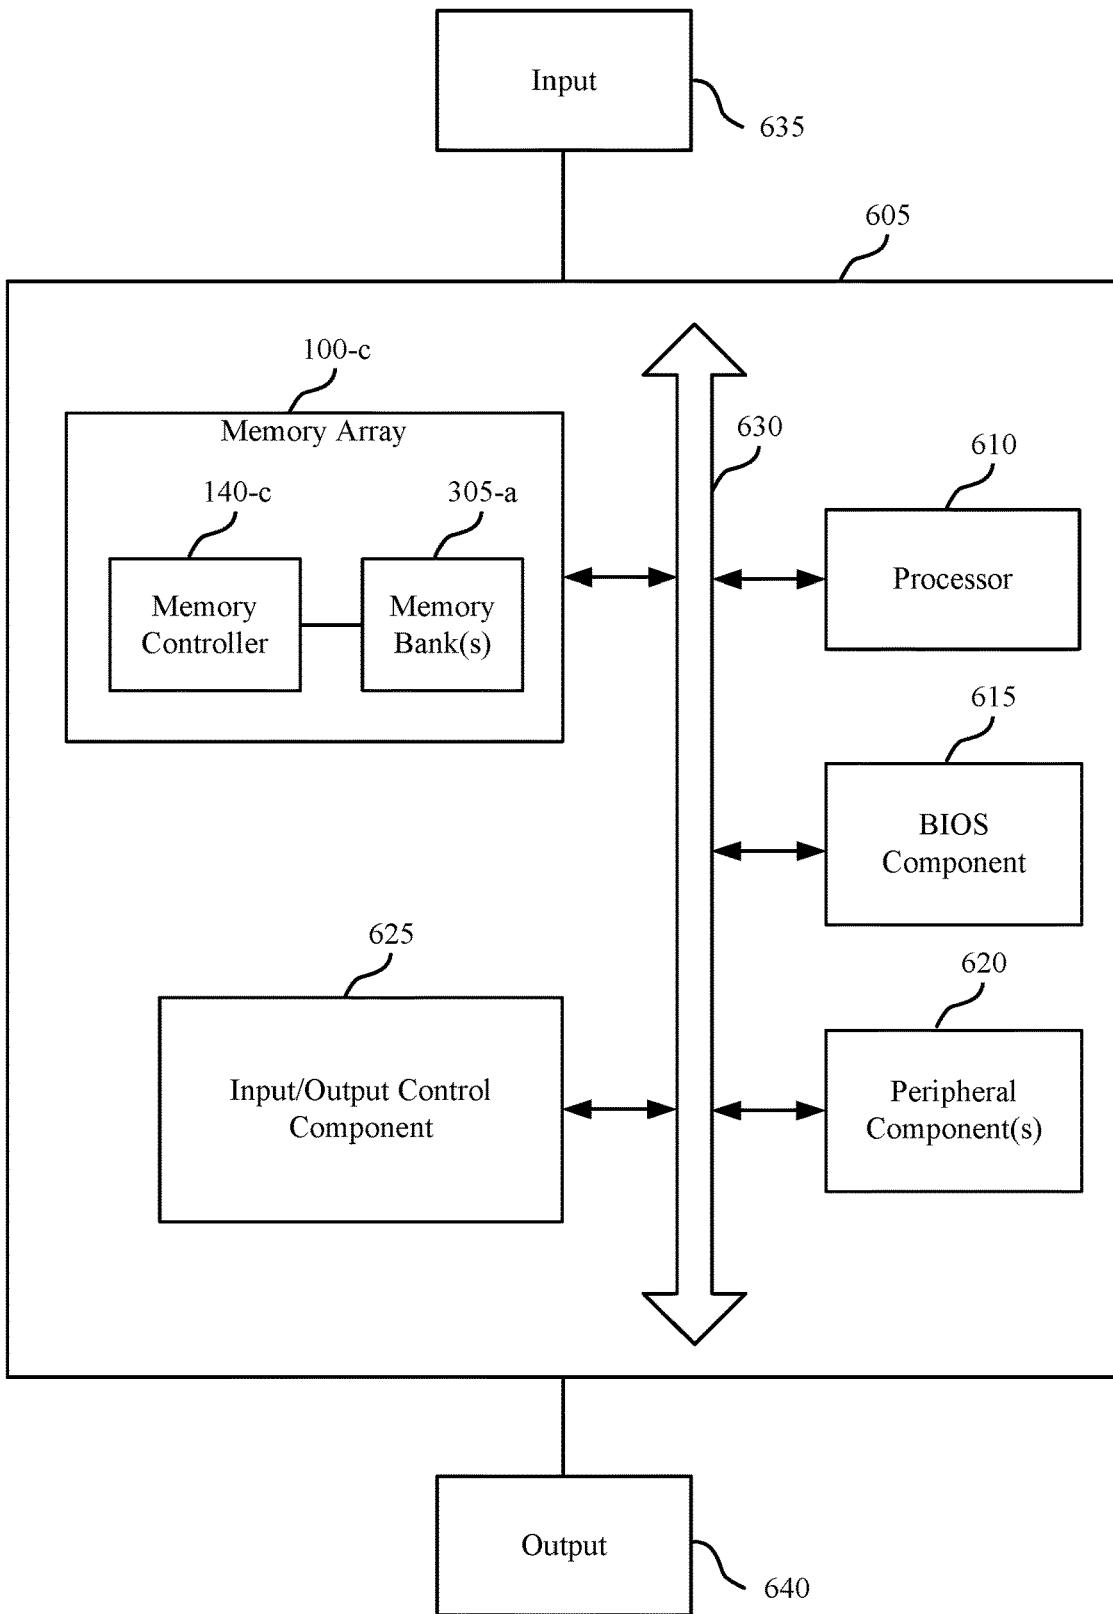 Input
635
605
100-c
Memory Array
630
610
140-c
305-a
Memory
Controller
Memory
Bank(s)
Processor
615
BIOS
Component
625
620
Input/Output Control
Component
Peripheral
Component(s)
Output
640